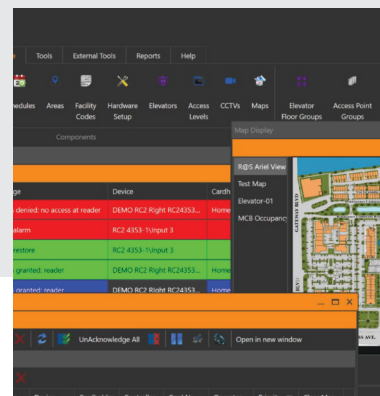 Tools External Tools Reports Help
Areas Facility Codes Hardware Setup Elevators Access Levels CCTVs Maps Elevator Floor Groups Access Point Groups
Components
Map Display
R@S Ariel View
Test Map
Elevator-01
MCB Occupancy
GATEWAY BLVD
Device
denied: no access at reader DEMO RC2 Right RC24353... Home
alarm RC2 4353-1\Input 3
restore RC2 4353-1\Input 3
granted: reader DEMO RC2 Right RC24353... Home
granted: reader DEMO RC2 Right RC24353... Home
UnAcknowledge All Open in new window